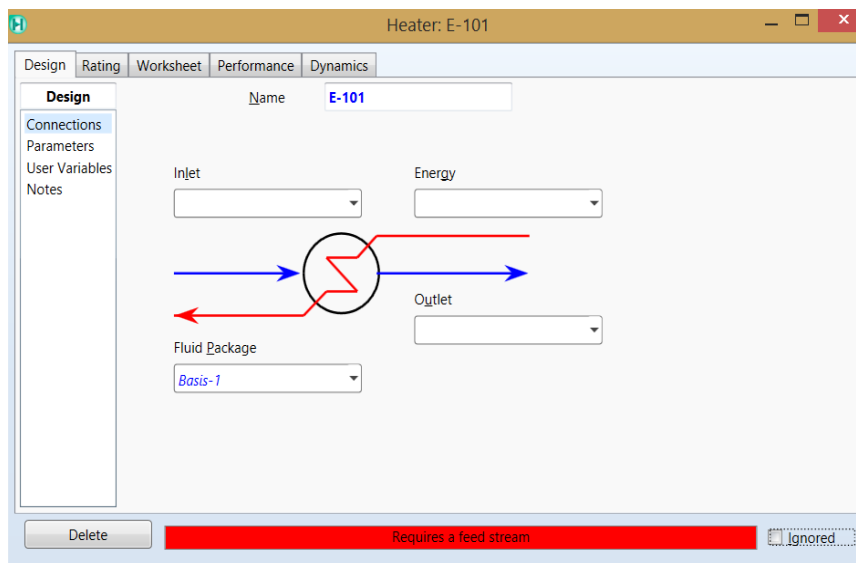 Heater: E-101
Design Rating Worksheet Performance Dynamics
Design
Connections
Parameters
User Variables
Notes
Name E-101
Inlet Energy
Outlet
Fluid Package
Basis-1
Delete Requires a feed stream Ignored